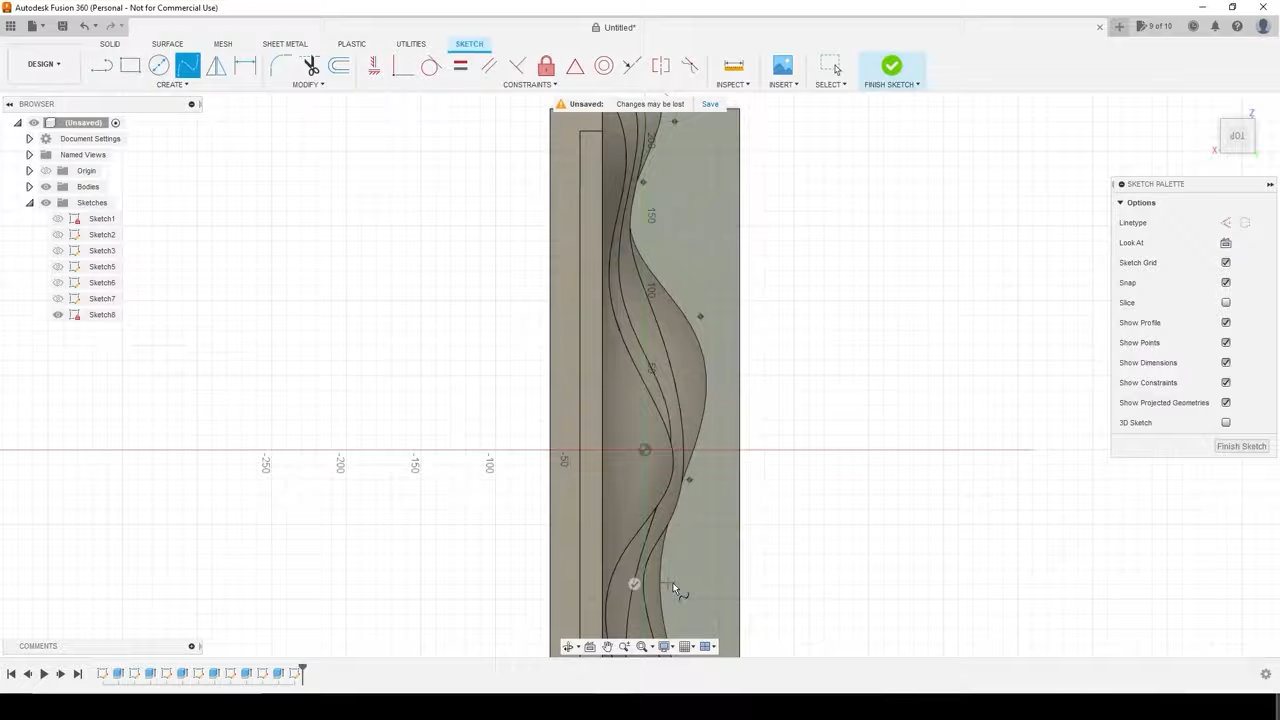 Autodesk Fusion 360 (Personal - Not for Commercial Use)
Untitled*
9 of 10
DESIGN
SOLID SURFACE MESH SHEET METAL PLASTIC UTILITIES SKETCH
CREATE MODIFY CONSTRAINTS INSPECT INSERT SELECT FINISH SKETCH
BROWSER
Unsaved: Changes may be lost Save
(Unsaved)
Document Settings
Named Views
Origin
Bodies
Sketches
Sketch1
Sketch2
Sketch3
Sketch5
Sketch6
Sketch7
Sketch8
200
150
100
50
-250 -200 -150 -100 -50
Z
TOP
X
SKETCH PALETTE
Options
Linetype
Look At
Sketch Grid
Snap
Slice
Show Profile
Show Points
Show Dimensions
Show Constraints
Show Projected Geometries
3D Sketch
Finish Sketch
COMMENTS